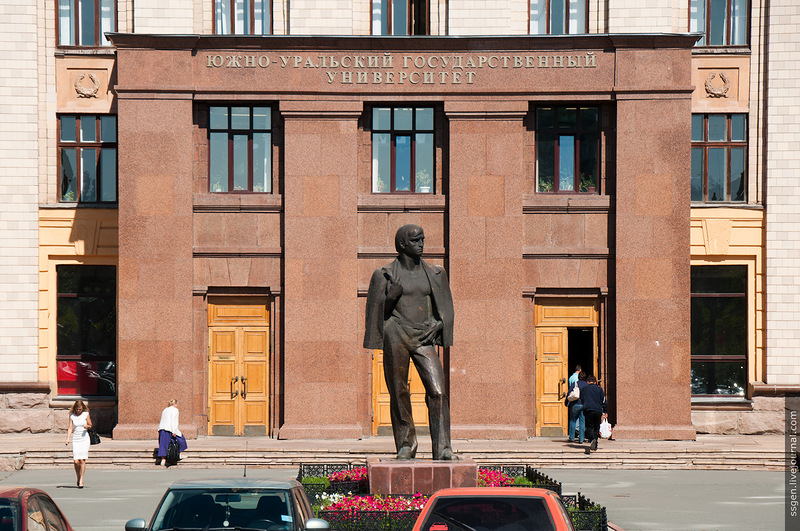 ЮЖНО-УРАЛЬСКИЙ ГОСУДАРСТВЕННЫЙ
УНИВЕРСИТЕТ
ssgen.livejournal.com